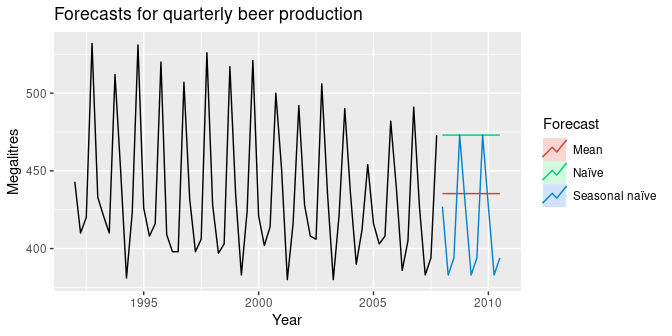 Forecasts for quarterly beer production
Megalitres
500
450
400
1995
2000
2005
2010
Year
Forecast
Mean
Naïve
Seasonal naïve